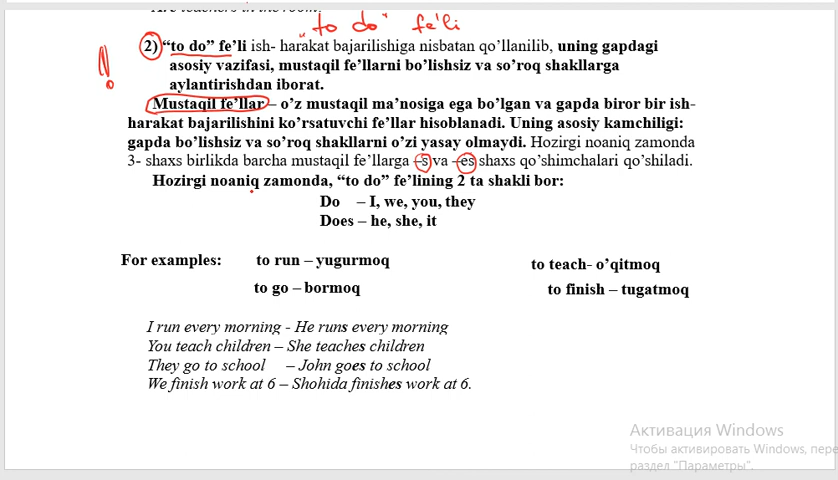 "to do" fe'li
2) “to do” fe’li ish- harakat bajarilishiga nisbatan qo’llanilib, uning gapdagi
asosiy vazifasi, mustaqil fe’llarni bo’lishsiz va so’roq shakllarga
aylantirishdan iborat.
!
Mustaqil fe’llar – o’z mustaqil ma’nosiga ega bo’lgan va gapda biror bir ish-
harakat bajarilishini ko’rsatuvchi fe’llar hisoblanadi. Uning asosiy kamchiligi:
gapda bo’lishsiz va so’roq shakllarni o’zi yasay olmaydi. Hozirgi noaniq zamonda
3- shaxs birlikda barcha mustaqil fe’llarga –s va –es shaxs qo’shimchalari qo’shiladi.
Hozirgi noaniq zamonda, “to do” fe’lining 2 ta shakli bor:
Do – I, we, you, they
Does – he, she, it
For examples: to run – yugurmoq to teach- o’qitmoq
to go – bormoq to finish – tugatmoq
I run every morning - He runs every morning
You teach children – She teaches children
They go to school – John goes to school
We finish work at 6 – Shohida finishes work at 6.
Активация Windows
Чтобы активировать Windows, пере
раздел "Параметры".